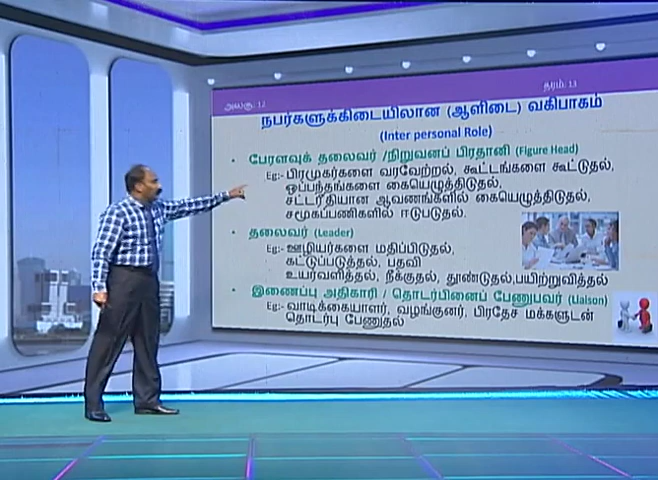 அலகு: 12
தரம்: 13
நபர்களுக்கிடையிலான (ஆளிடை) வகிபாகம்
(Inter personal Role)
• பேரளவுத் தலைவர் /நிறுவனப் பிரதானி (Figure Head)
Eg:- பிரமுகர்களை வரவேற்றல், கூட்டங்களை கூட்டுதல்,
ஒப்பந்தங்களை கையெழுத்திடுதல்,
சட்டரீதியான ஆவணங்களில் கையெழுத்திடுதல்,
சமூகப்பணிகளில் ஈடுபடுதல்.
• தலைவர் (Leader)
Eg:- ஊழியர்களை மதிப்பிடுதல்,
கட்டுப்படுத்தல், பதவி
உயர்வளித்தல், நீக்குதல், தூண்டுதல்,பயிற்றுவித்தல்
• இணைப்பு அதிகாரி / தொடர்பினைப் பேணுபவர் (Liaison)
Eg:- வாடிக்கையாளர், வழங்குனர், பிரதேச மக்களுடன்
தொடர்பு பேணுதல்